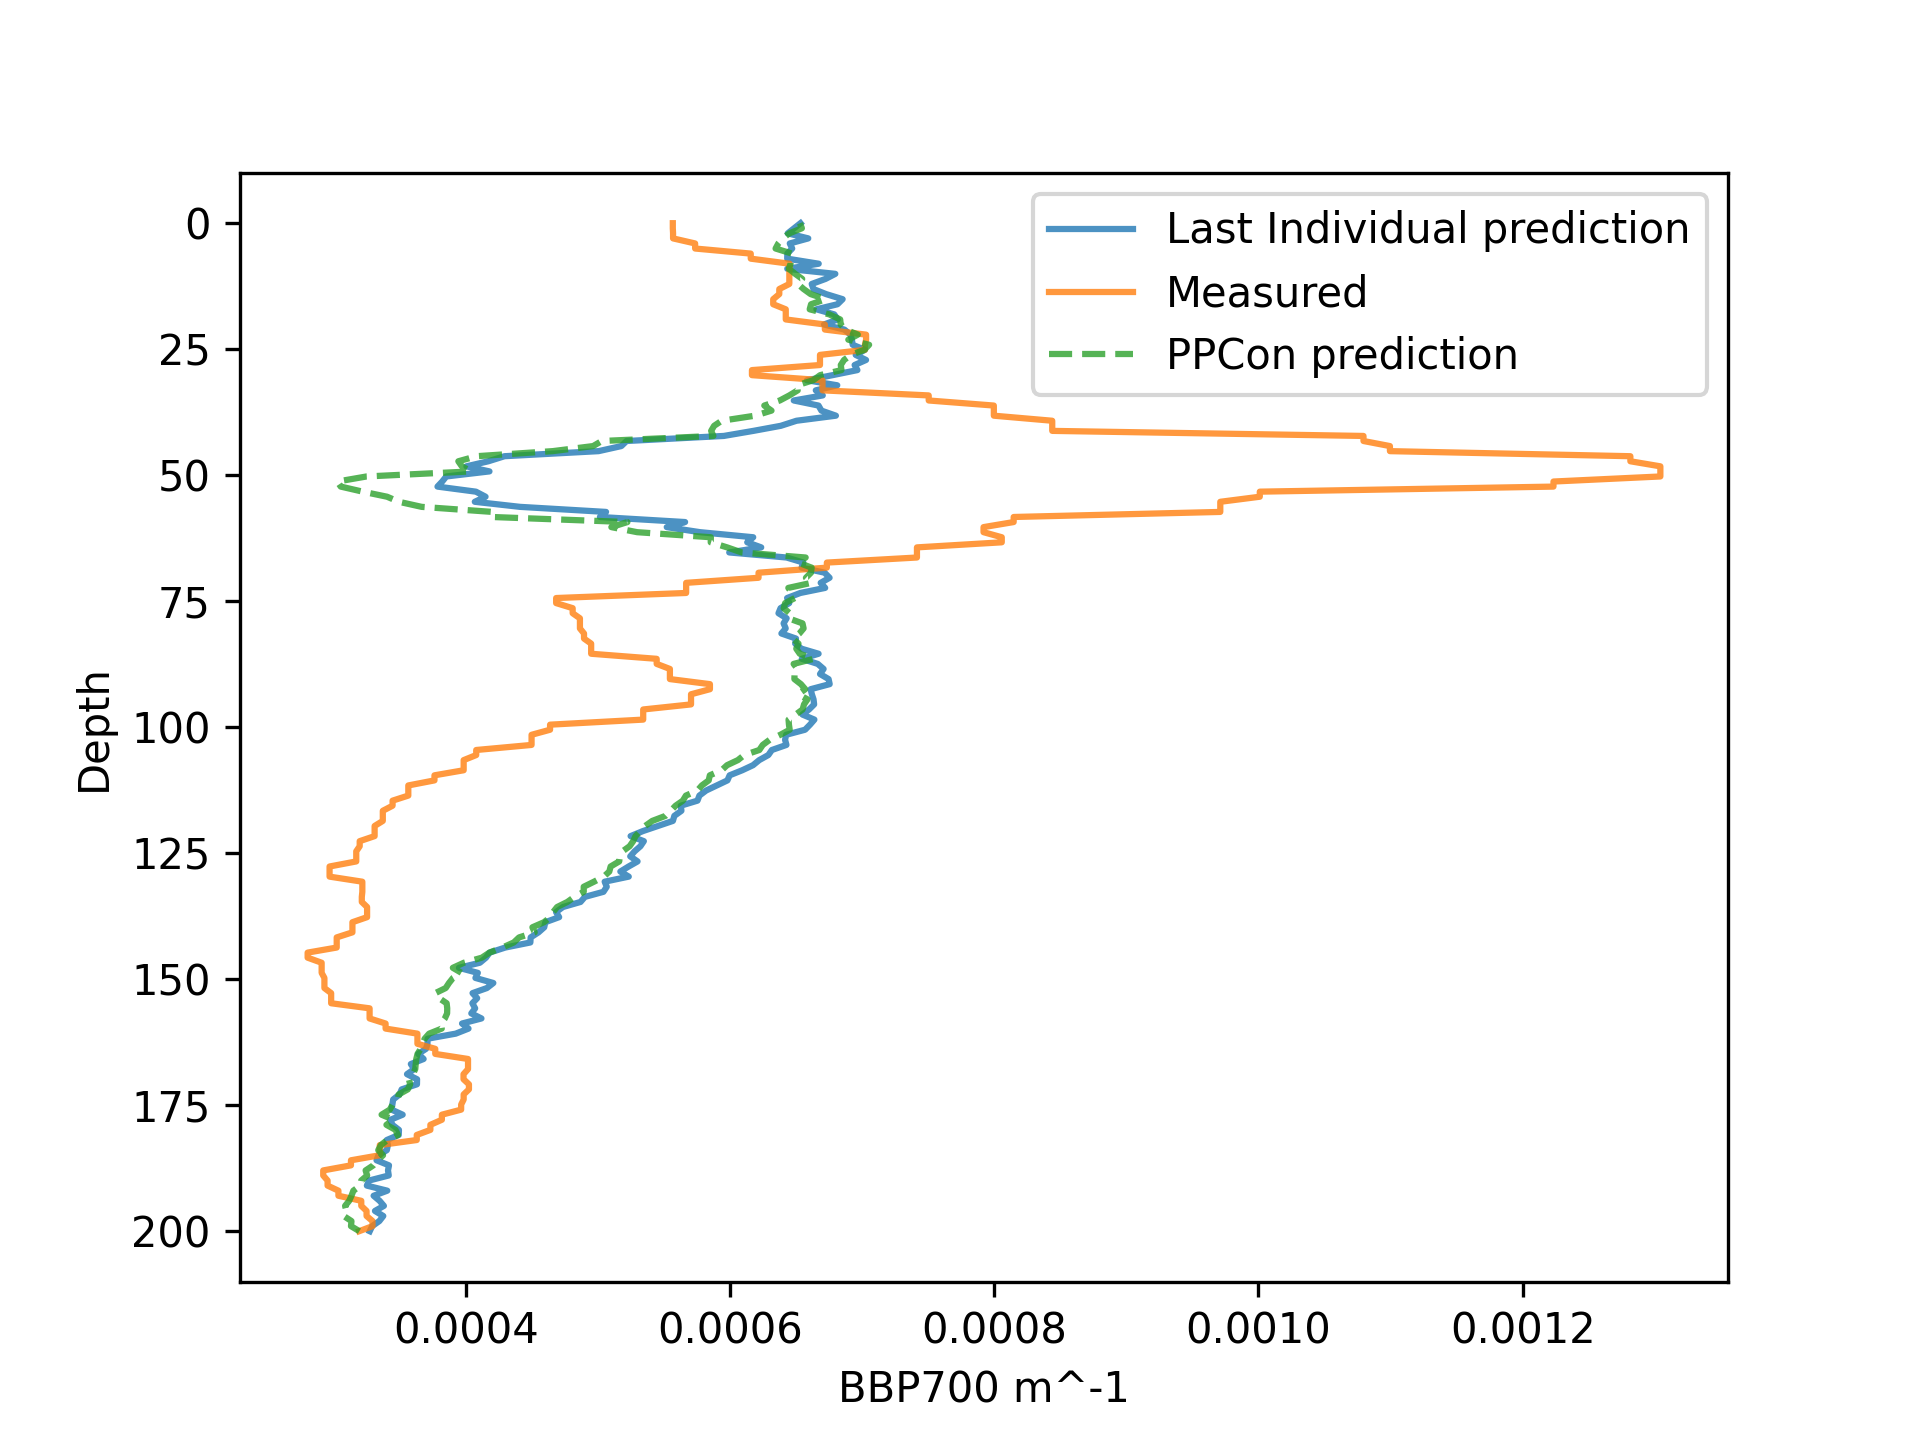 Last Individual prediction
Measured
PPCon prediction
0
25
50
75
100
125
150
175
200
Depth
0.0004 0.0006 0.0008 0.0010 0.0012
BBP700 m^-1